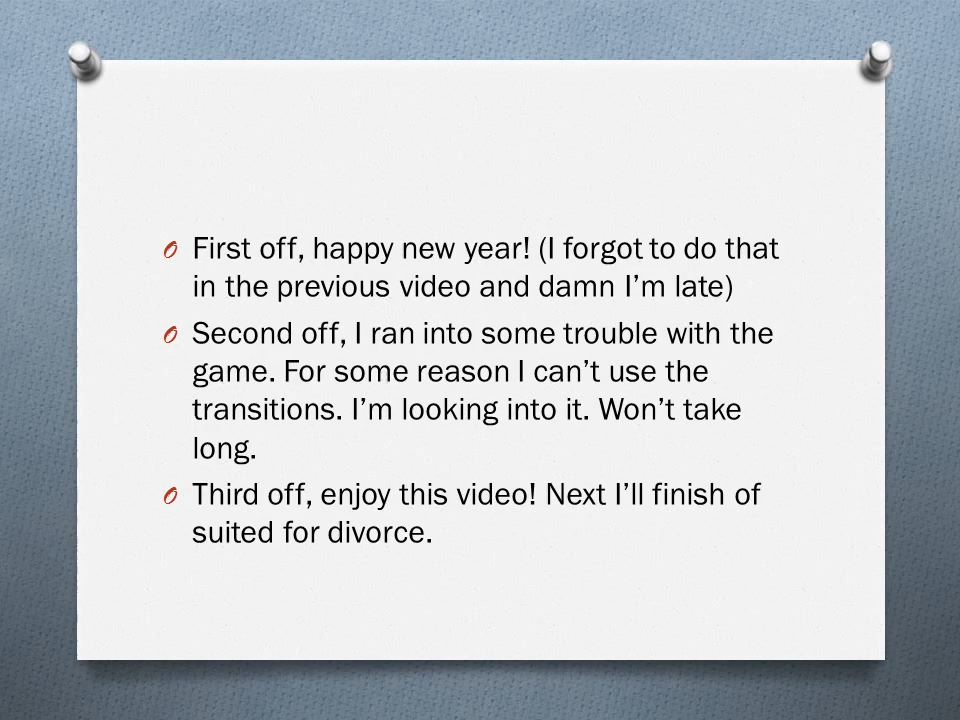 First off, happy new year! (I forgot to do that
in the previous video and damn I’m late)
Second off, I ran into some trouble with the
game. For some reason I can’t use the
transitions. I’m looking into it. Won’t take
long.
Third off, enjoy this video! Next I’ll finish of
suited for divorce.